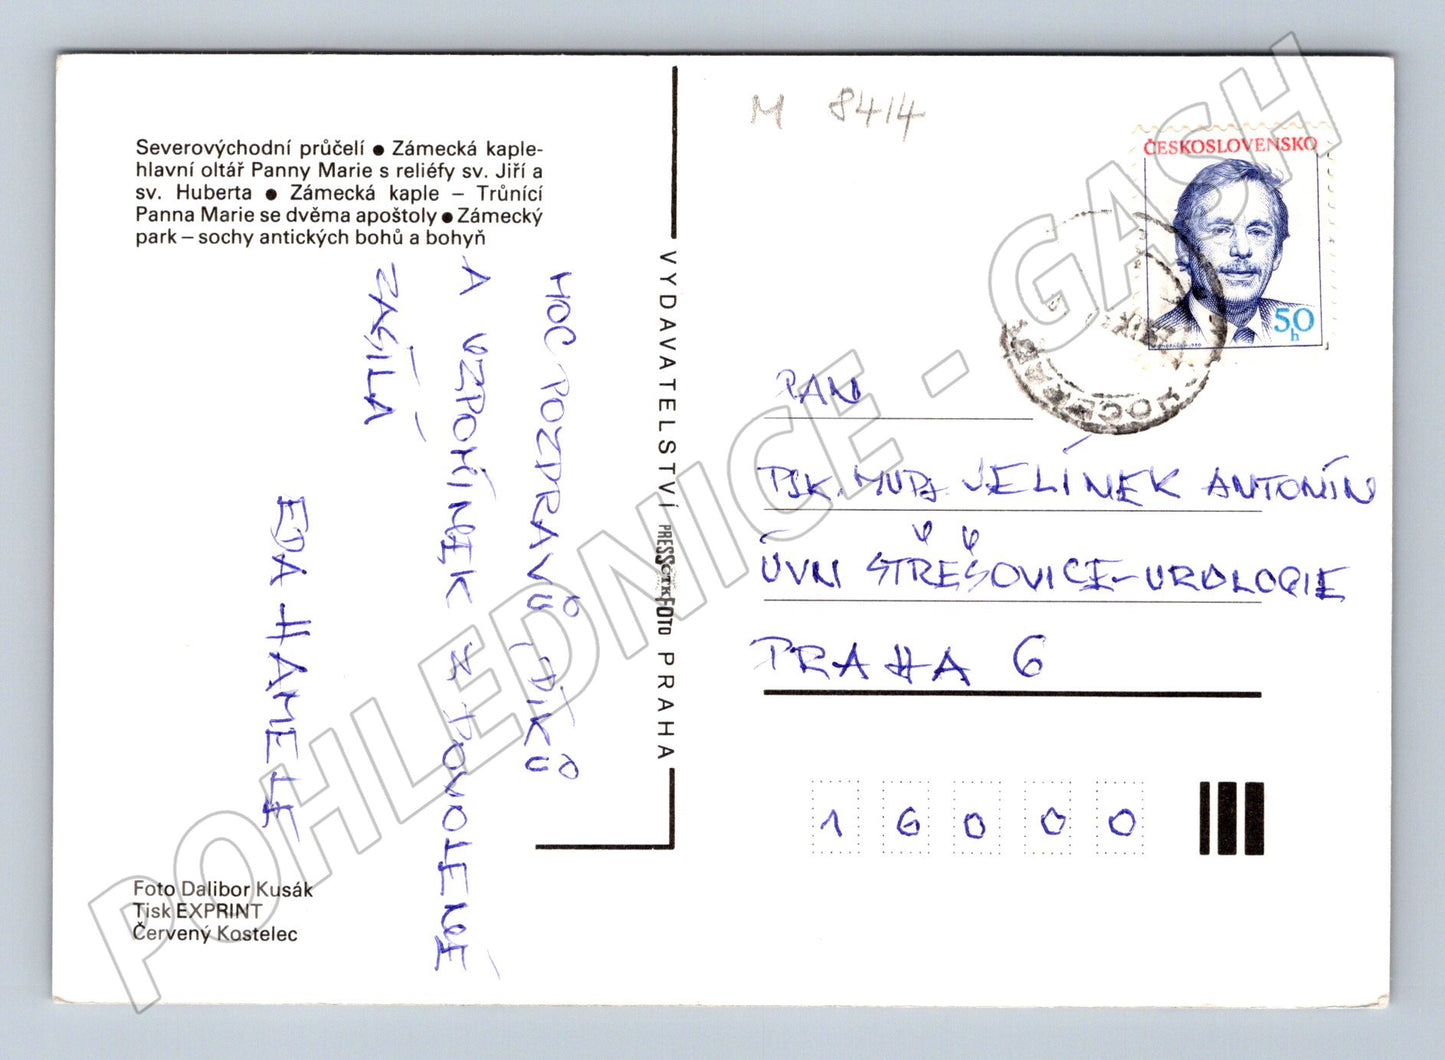 Severovýchodní průčelí ● Zámecká kaple-
hlavní oltář Panny Marie s reliéfy sv. Jiří a
sv. Huberta ● Zámecká kaple – Trůnící
Panna Marie se dvěma apoštoly ● Zámecký
park – sochy antických bohů a bohyň
MOC POZDRAVŮ, DÍKŮ
A VZPOMÍNEK Z DOVOLENÉ
ZASÍLÁ
EDA HAMELE
Foto Dalibor Kusák
Tisk EXPRINT
Červený Kostelec
VYDAVATELSTVÍ PRESSFOTO PRAHA
M 8414
ČESKOSLOVENSKO
50
h
PAN
MUDr. JELÍNEK ANTONÍN
ÚVN STŘEŠOVICE-UROLOGIE
PRAHA 6
16000
POHLEDNICE - GASH